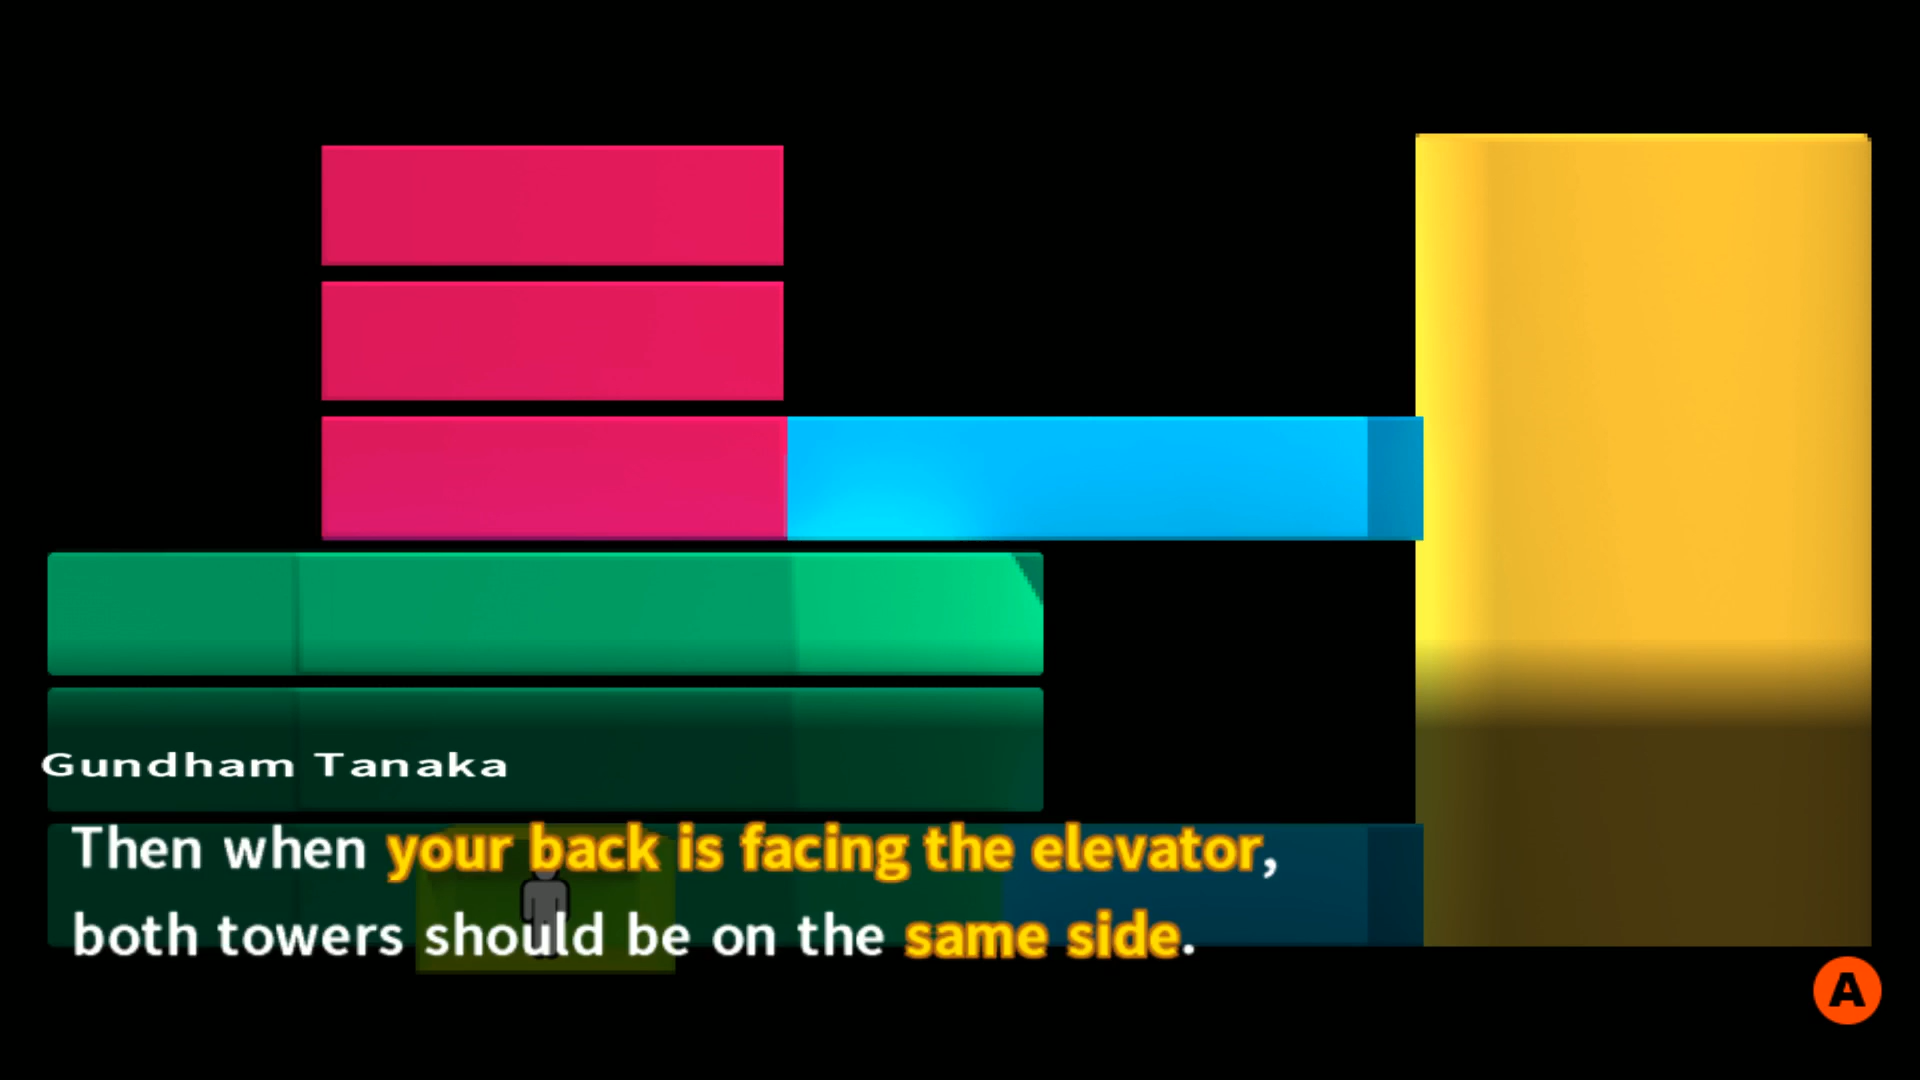 Gundham Tanaka
Then when your back is facing the elevator,
both towers should be on the same side.
A